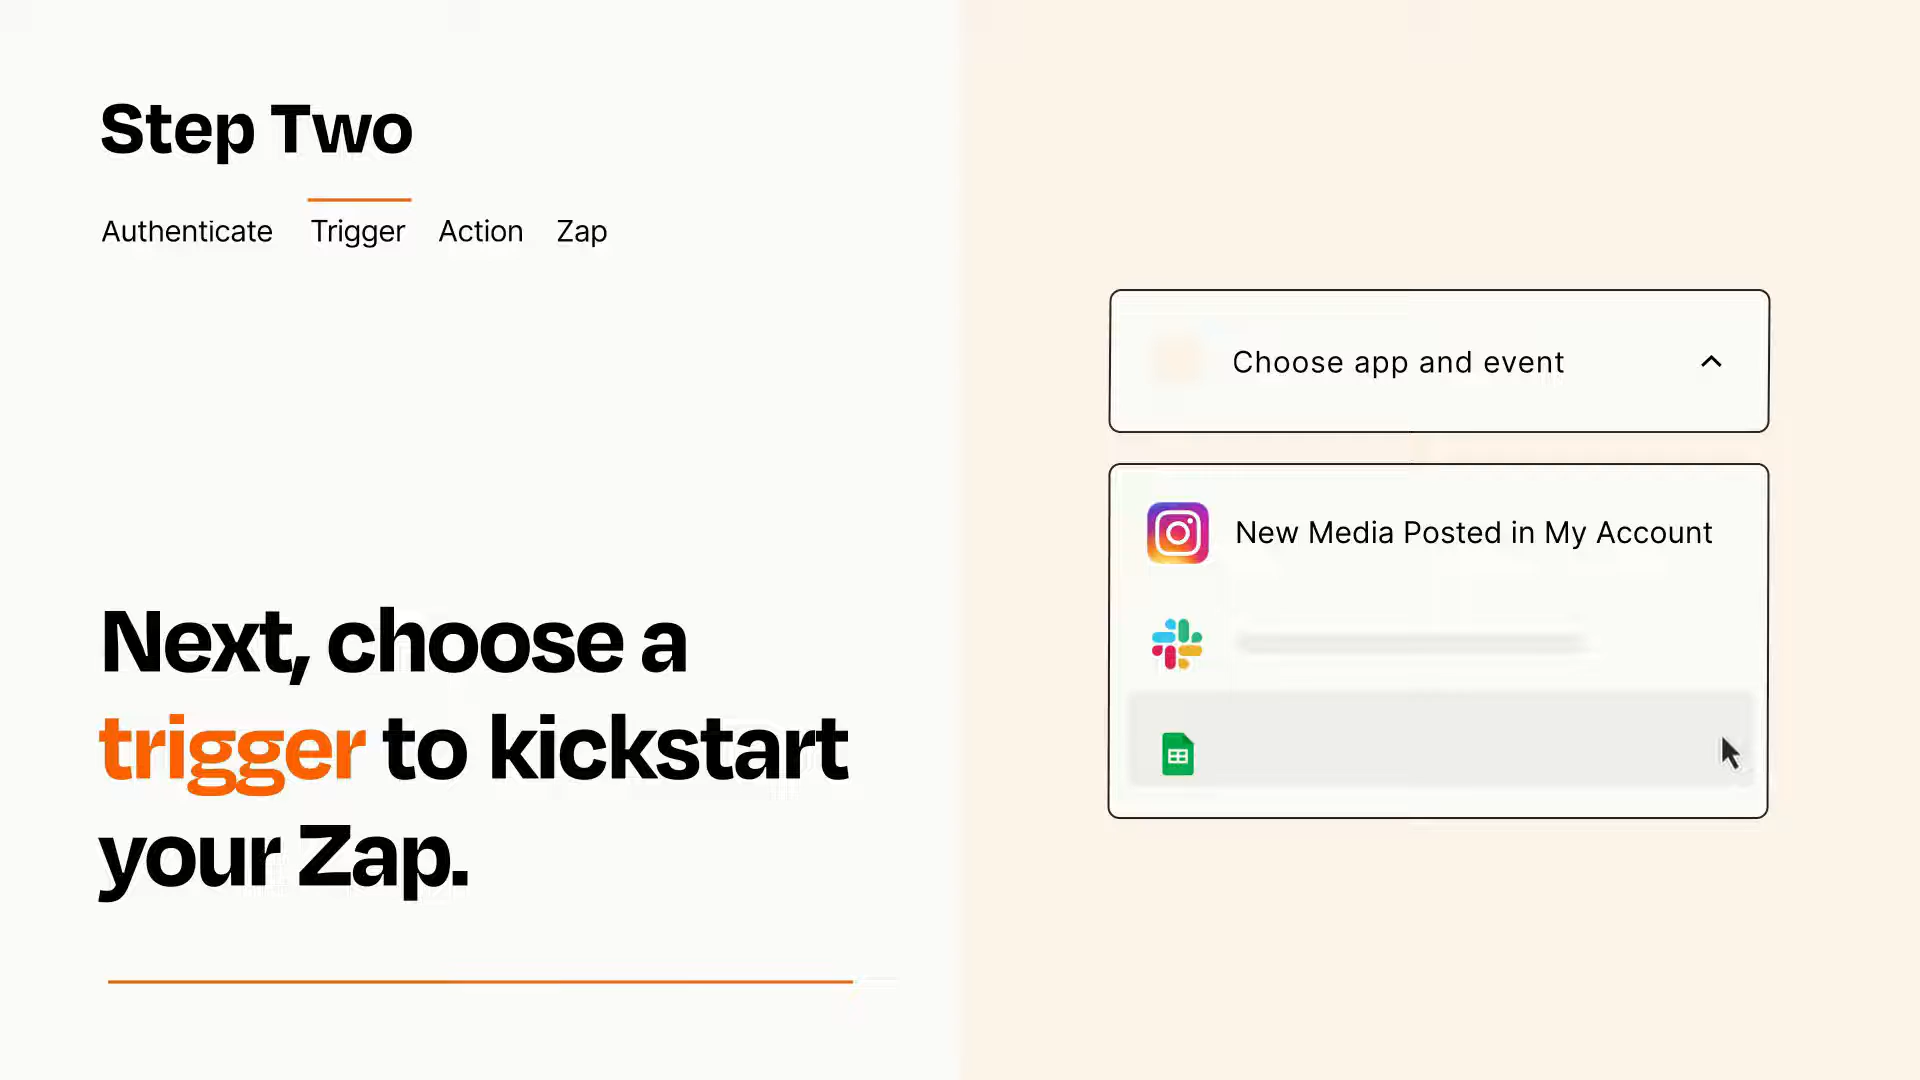 Step Two
Authenticate Trigger Action Zap
Next, choose a
trigger to kickstart
your Zap.
Choose app and event
New Media Posted in My Account